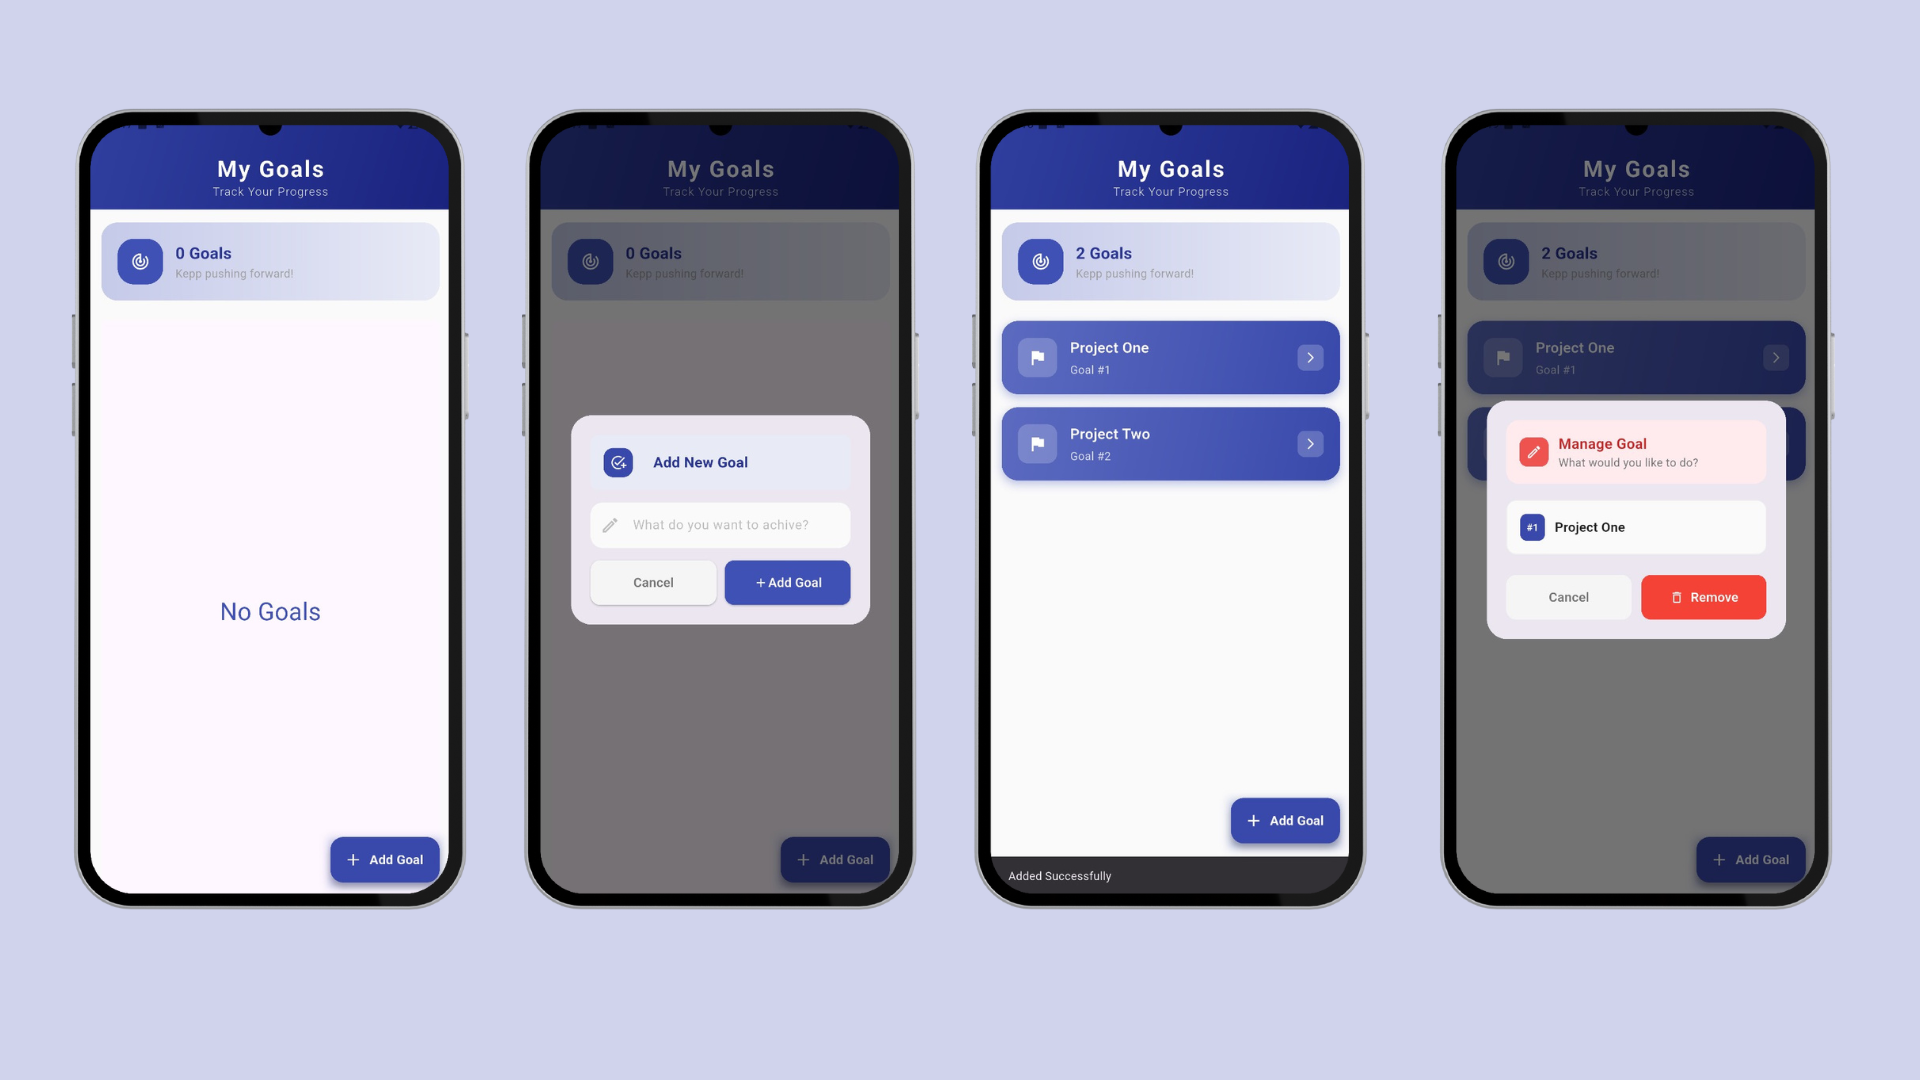 My Goals
Track Your Progress
0 Goals
Kepp pushing forward!
No Goals
+ Add Goal
My Goals
Track Your Progress
0 Goals
Kepp pushing forward!
Add New Goal
What do you want to achive?
Cancel
+ Add Goal
+ Add Goal
My Goals
Track Your Progress
2 Goals
Kepp pushing forward!
Project One
Goal #1
Project Two
Goal #2
+ Add Goal
Added Successfully
My Goals
Track Your Progress
2 Goals
Kepp pushing forward!
Project One
Goal #1
Manage Goal
What would you like to do?
#1 Project One
Cancel
Remove
+ Add Goal